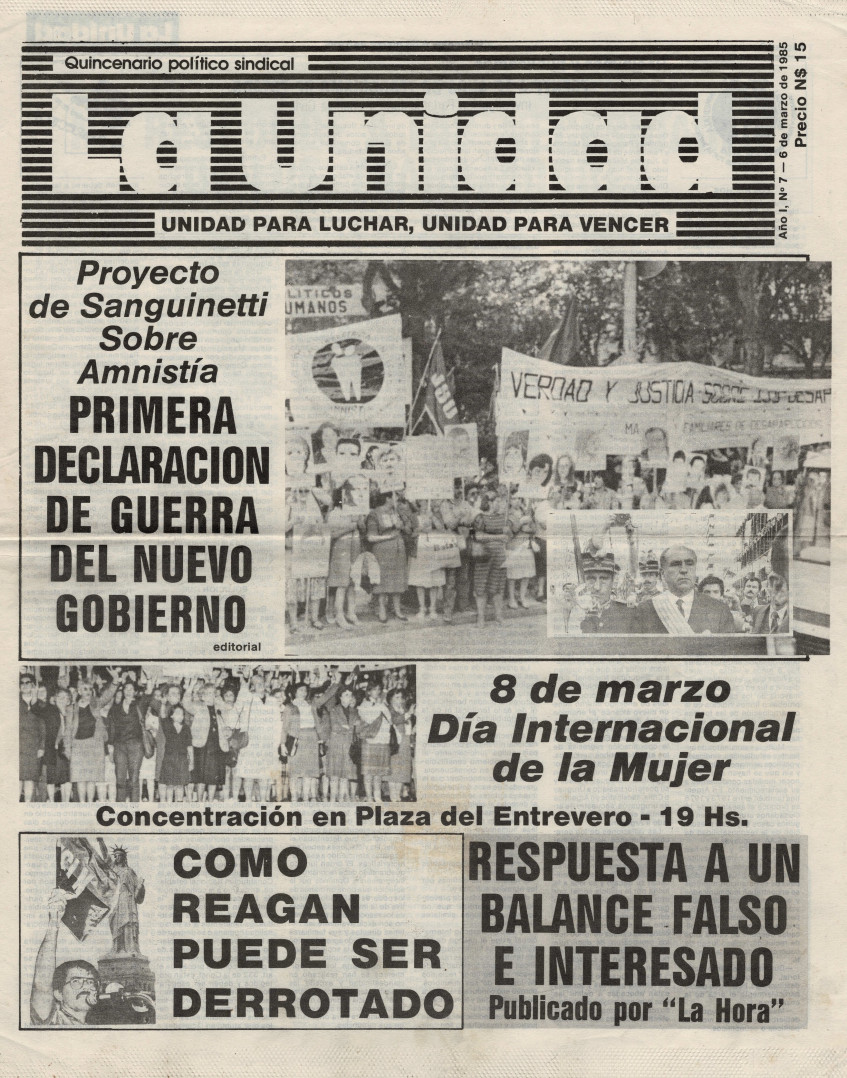 Quincenario político sindical
La Unidad
UNIDAD PARA LUCHAR, UNIDAD PARA VENCER
Año I, Nº 7 — 6 de marzo de 1985
Precio N$ 15
Proyecto
de Sanguinetti
Sobre
Amnistía
PRIMERA
DECLARACION
DE GUERRA
DEL NUEVO
GOBIERNO
editorial
LITICOS
UMANOS
VERDAD Y JUSTICIA SOBRE LOS DESAP
MA FAMILIARES DE DESAPARECIDOS
8 de marzo
Día Internacional
de la Mujer
Concentración en Plaza del Entrevero - 19 Hs.
COMO
REAGAN
PUEDE SER
DERROTADO
RESPUESTA A UN
BALANCE FALSO
E INTERESADO
Publicado por “La Hora”